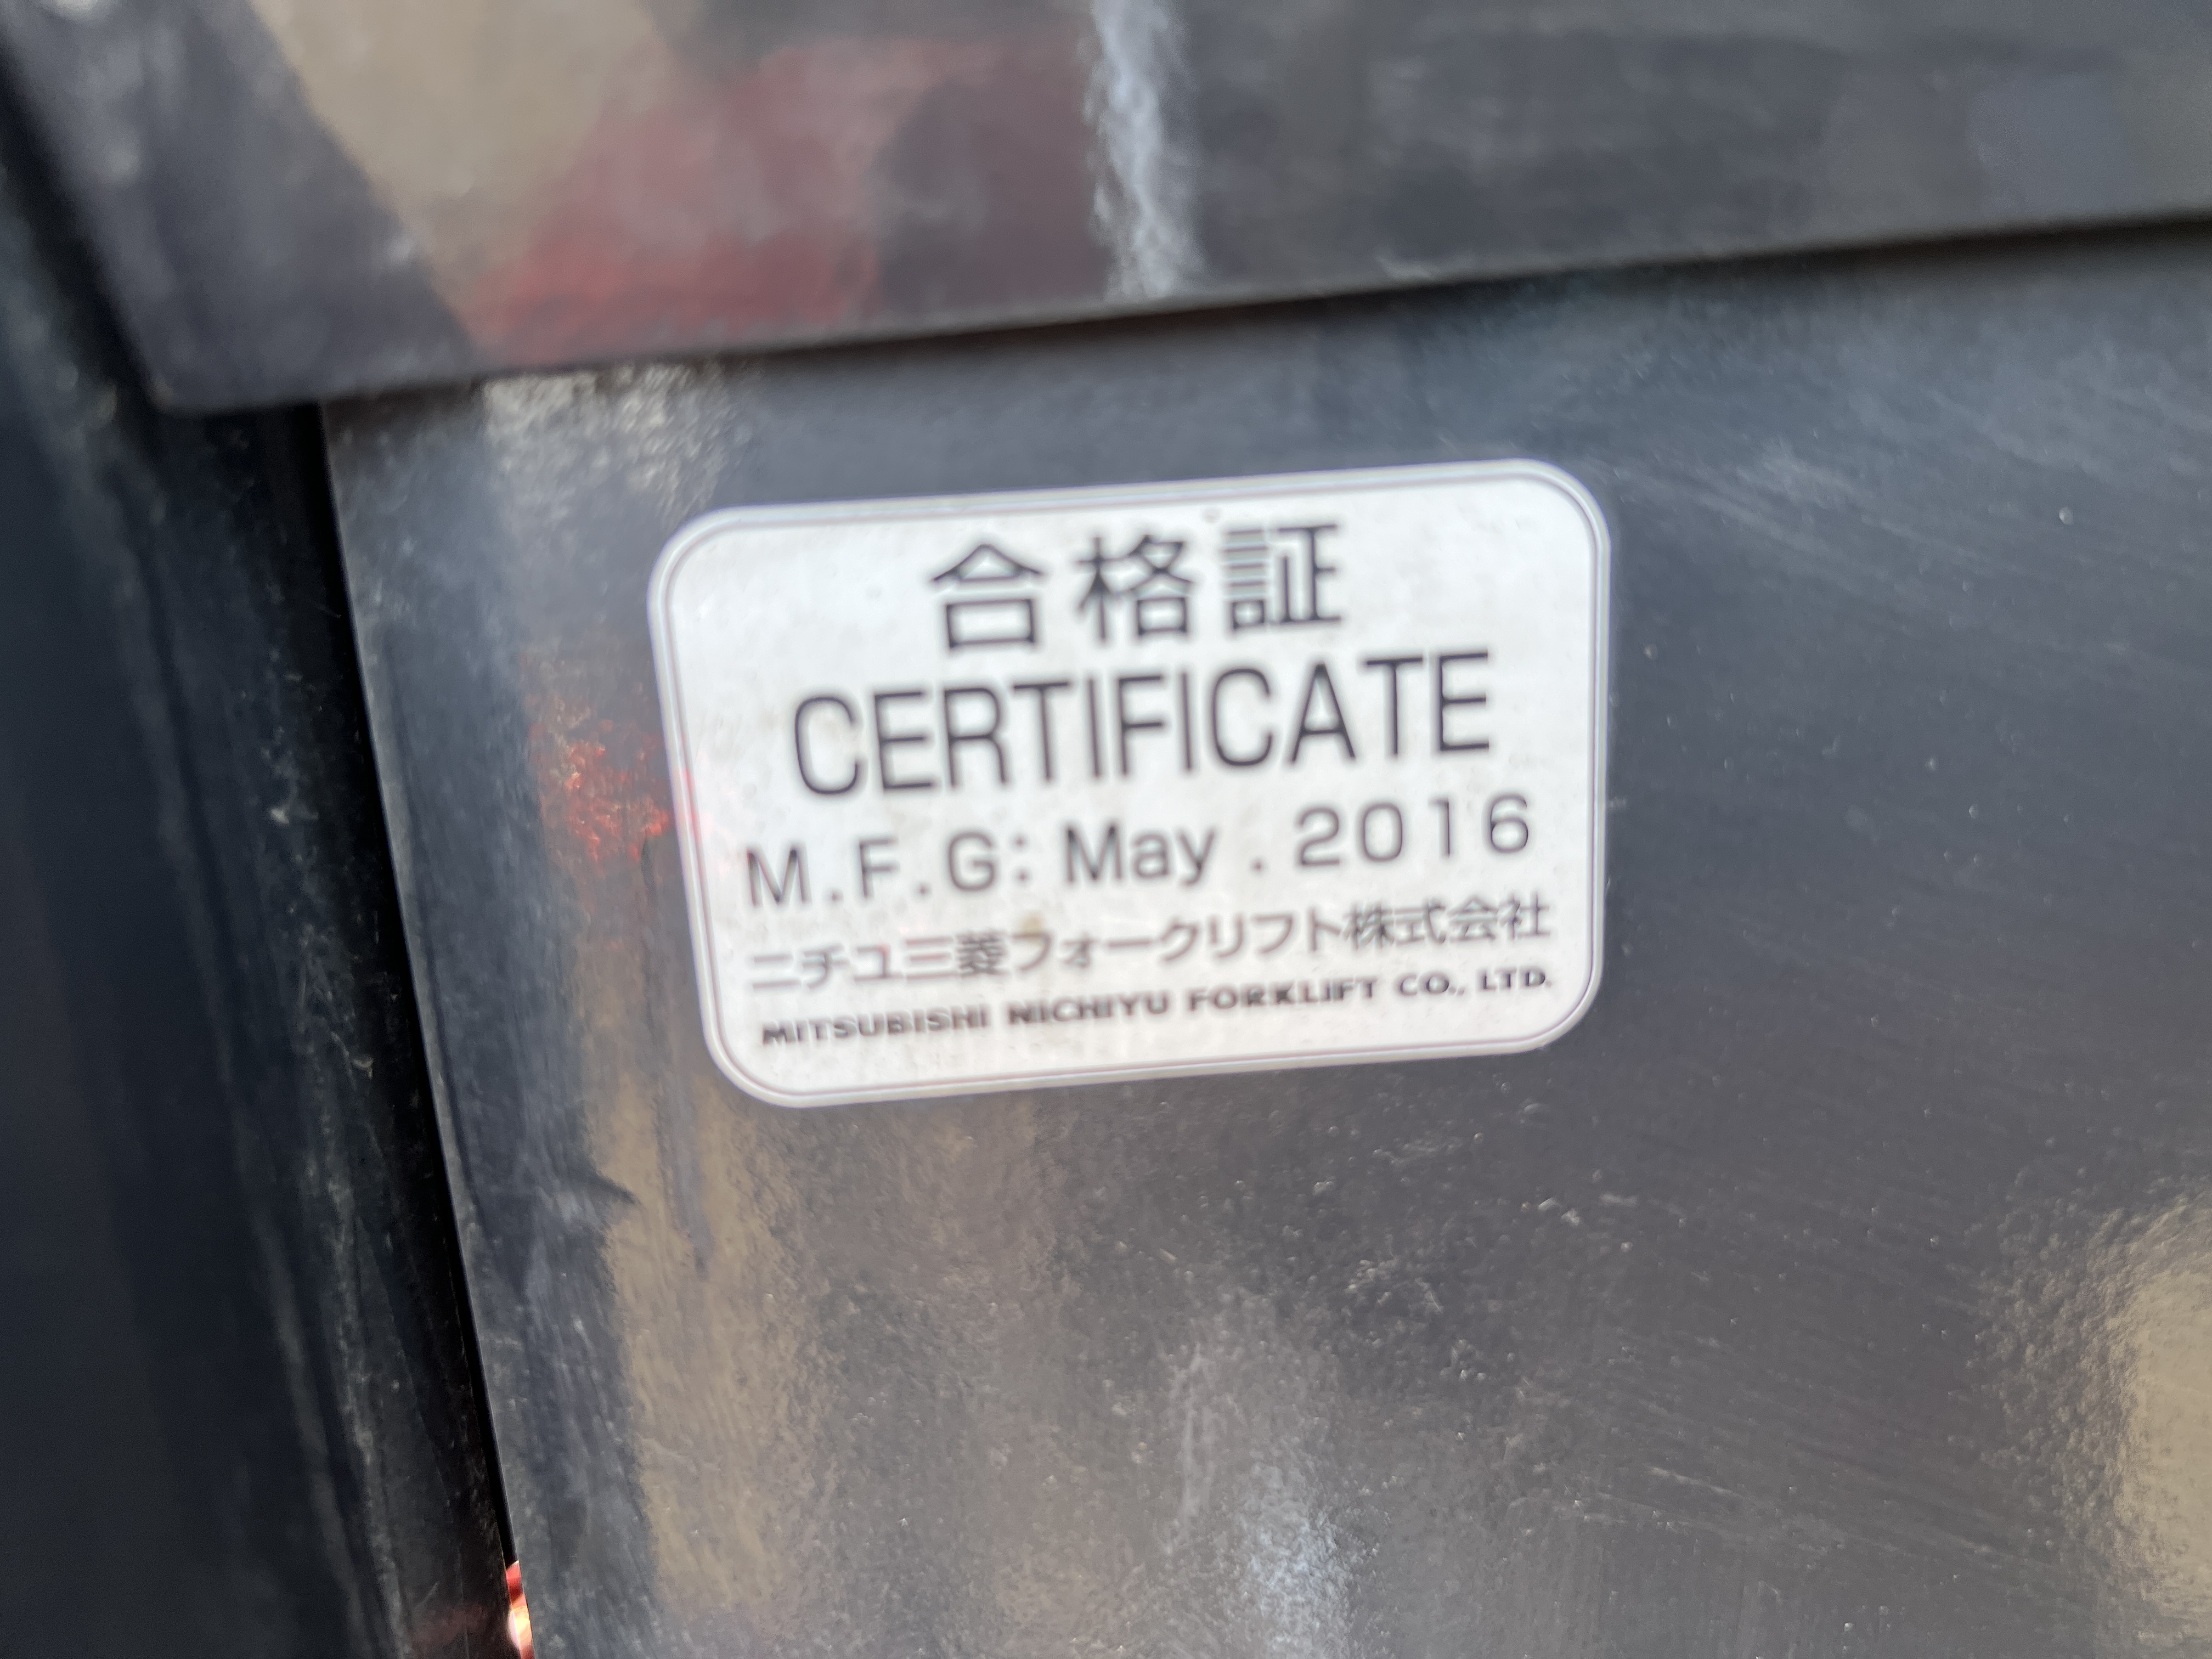 合格証
CERTIFICATE
M.F.G: May . 2016
ニチユ三菱フォークリフト株式会社
MITSUBISHI NICHIYU FORKLIFT CO., LTD.